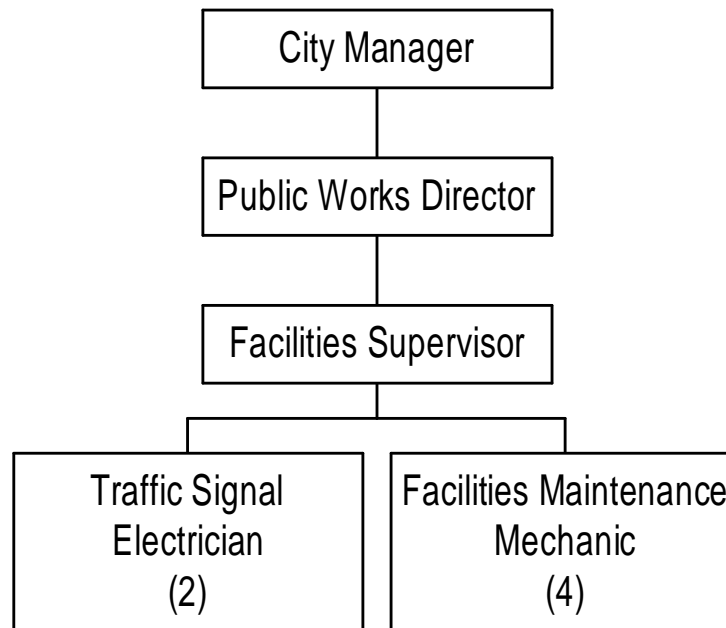 City Manager
Public Works Director
Facilities Supervisor
Traffic Signal
Electrician
(2)
Facilities Maintenance
Mechanic
(4)